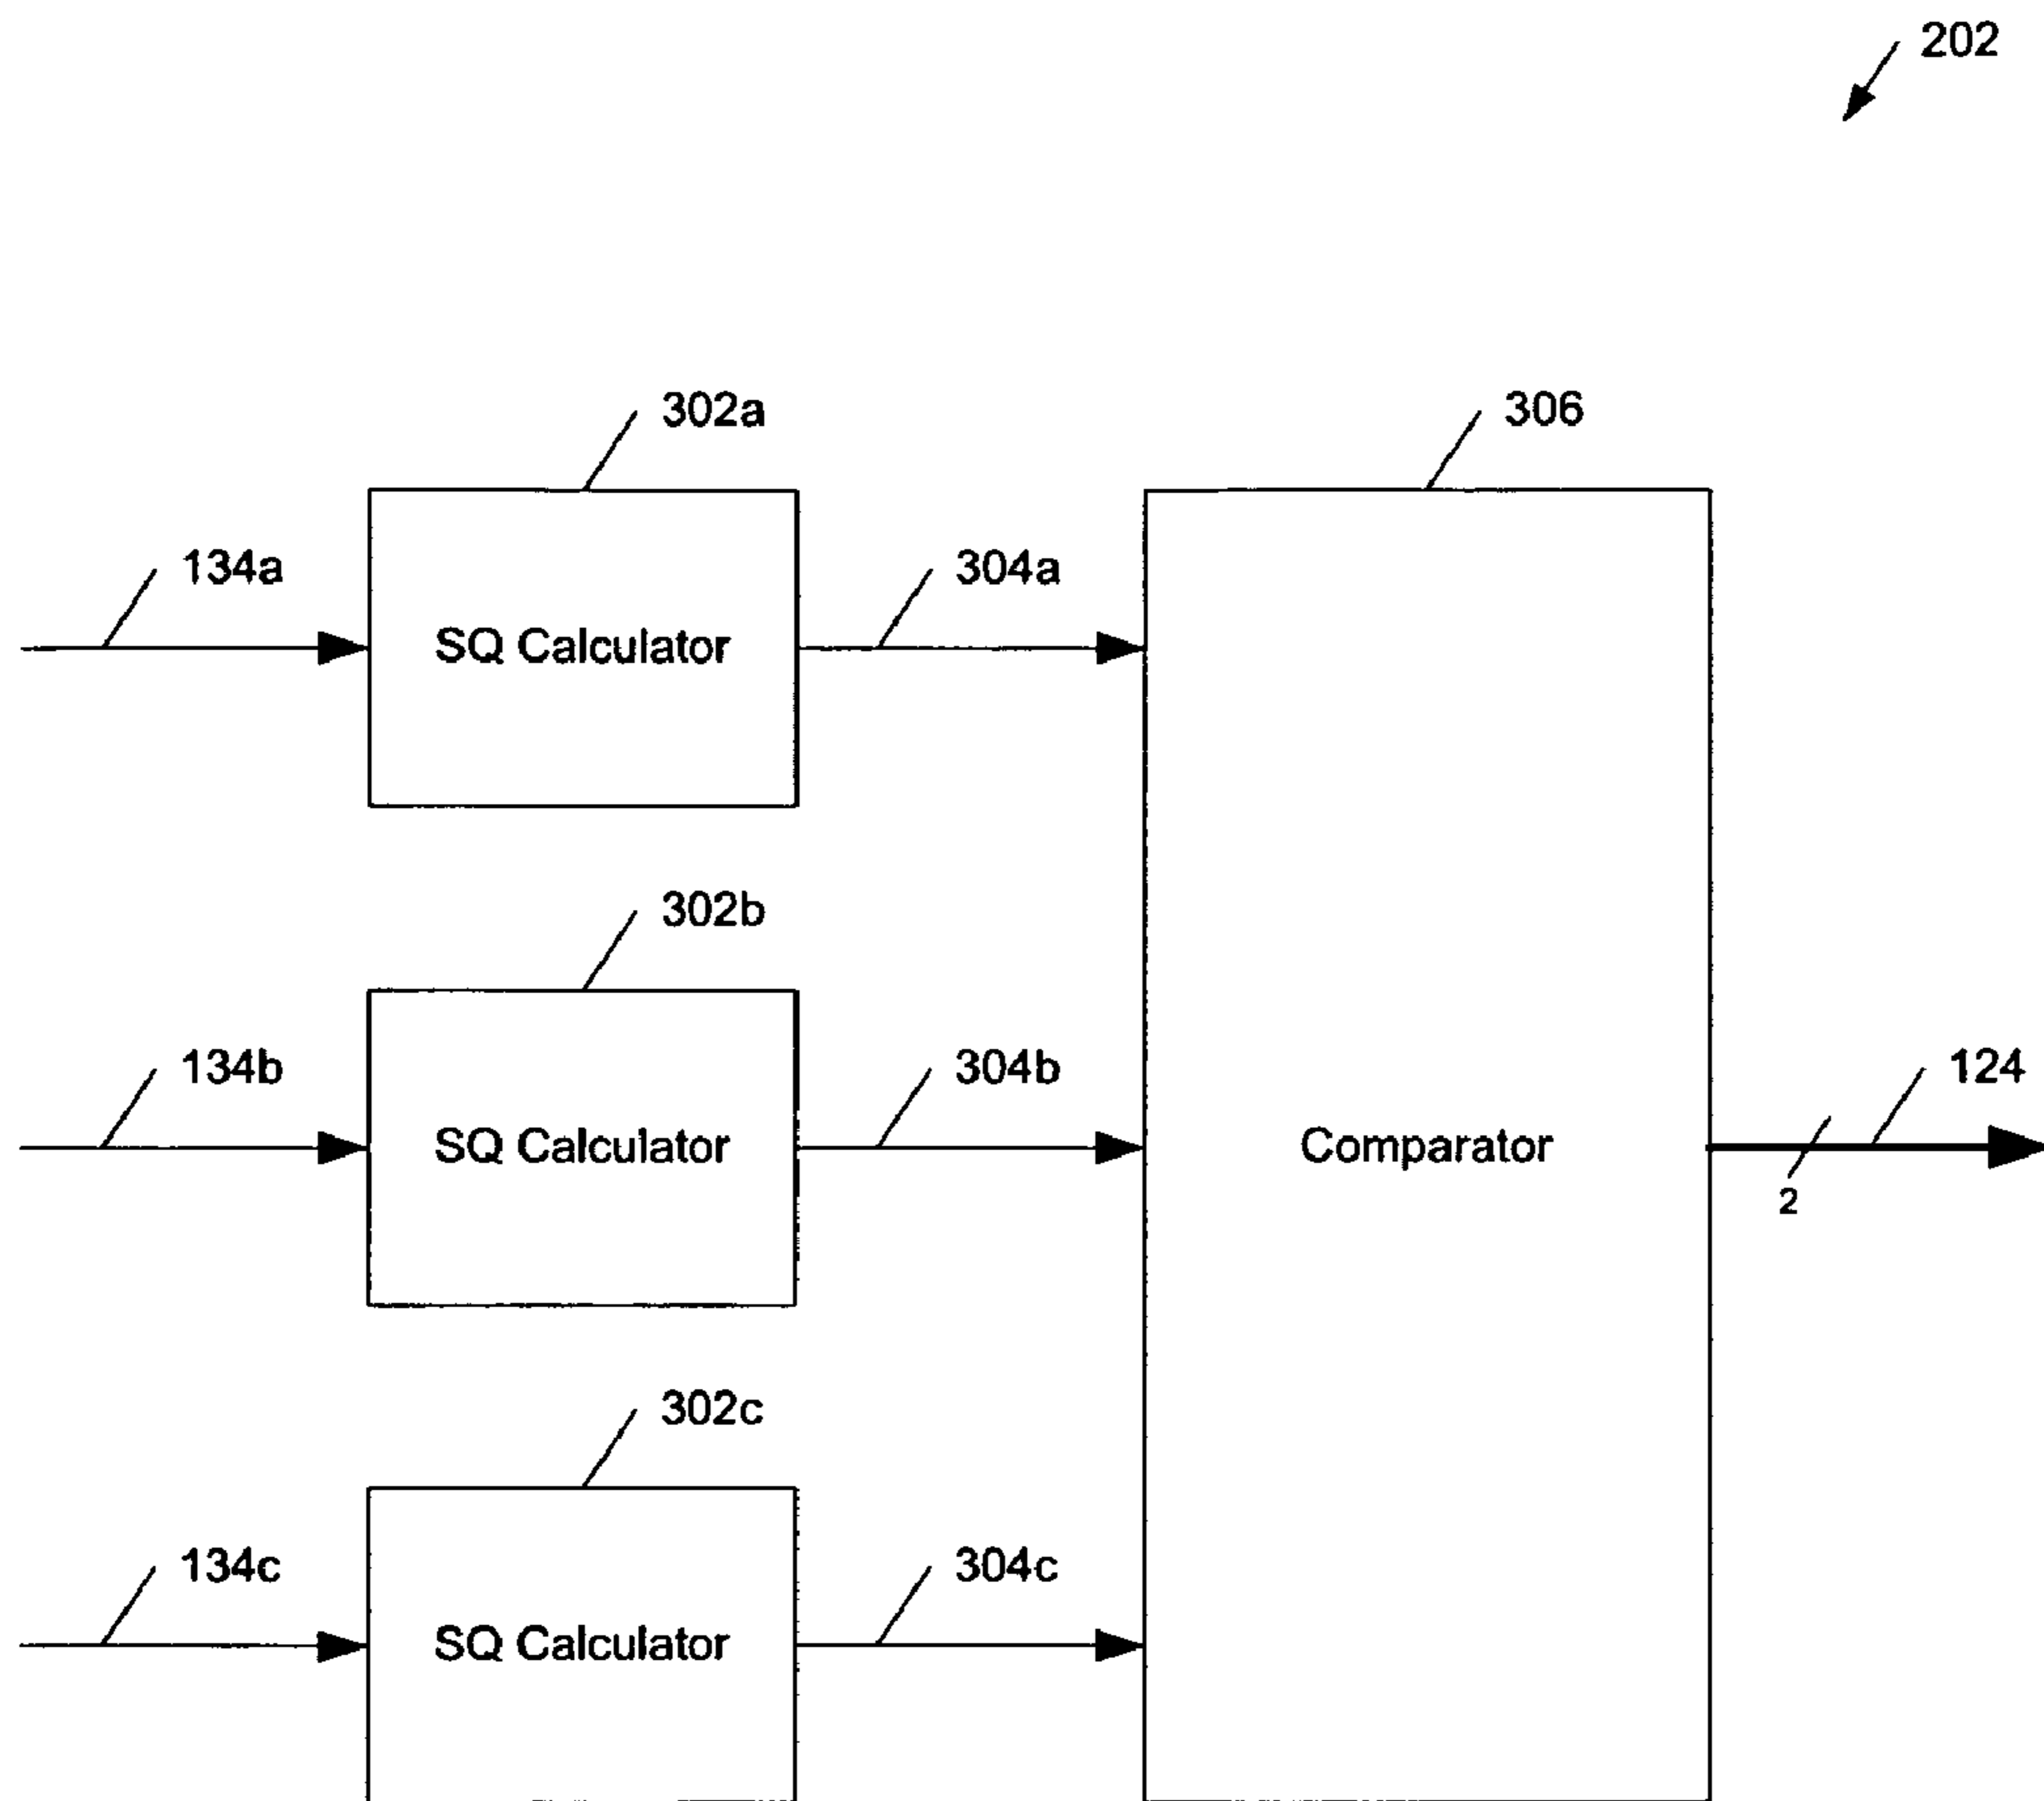 202
302a
306
134a
304a
SQ Calculator
302b
134b
304b
124
SQ Calculator
Comparator
2
302c
134c
304c
SQ Calculator